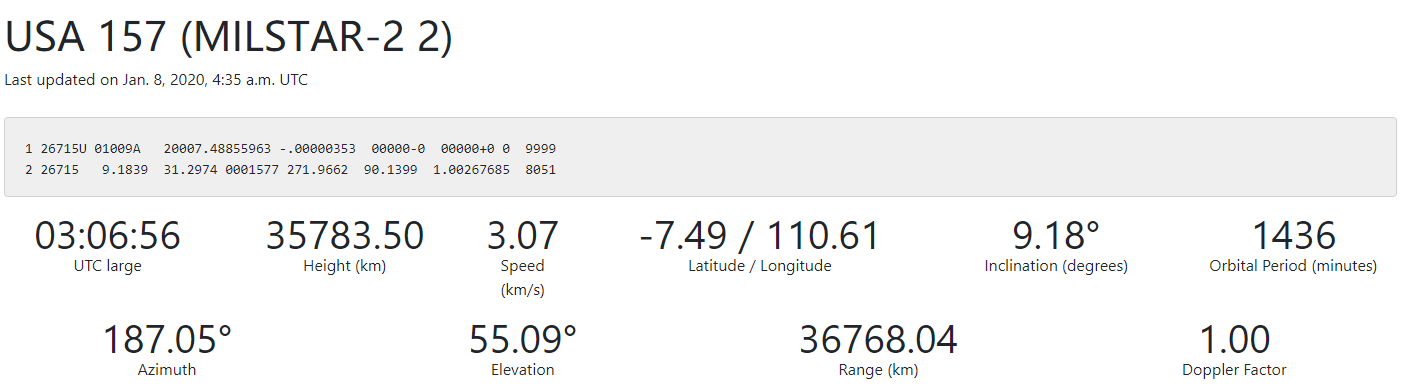 USA 157 (MILSTAR-2 2)
Last updated on Jan. 8, 2020, 4:35 a.m. UTC
1 26715U 01009A   20007.48855963 -.00000353  00000-0  00000+0 0  9999
2 26715   9.1839  31.2974 0001577 271.9662  90.1399  1.00267685  8051
03:06:56
UTC large
35783.50
Height (km)
3.07
Speed
(km/s)
-7.49 / 110.61
Latitude / Longitude
9.18°
Inclination (degrees)
1436
Orbital Period (minutes)
187.05°
Azimuth
55.09°
Elevation
36768.04
Range (km)
1.00
Doppler Factor